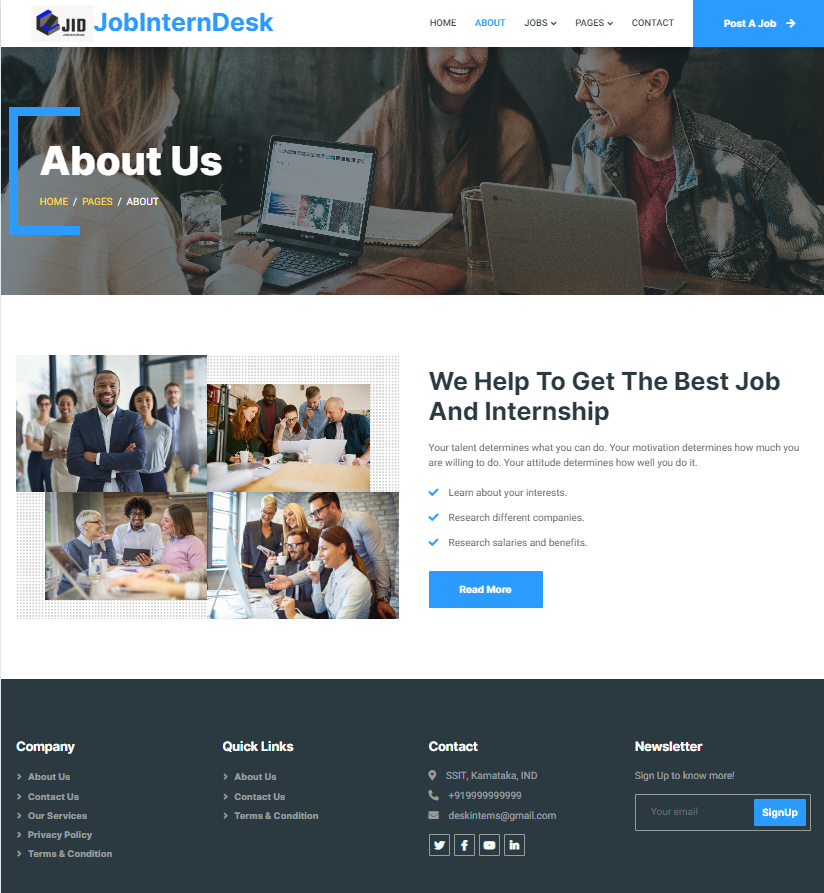 JID JobInternDesk
HOME ABOUT JOBS PAGES CONTACT Post A Job
About Us
HOME / PAGES / ABOUT
We Help To Get The Best Job
And Internship
Your talent determines what you can do. Your motivation determines how much you
are willing to do. Your attitude determines how well you do it.
Learn about your interests.
Research different companies.
Research salaries and benefits.
Read More
Company
About Us
Contact Us
Our Services
Privacy Policy
Terms & Condition
Quick Links
About Us
Contact Us
Terms & Condition
Contact
SSIT, Karnataka, IND
+919999999999
deskinterns@gmail.com
Newsletter
Sign Up to know more!
Your email SignUp